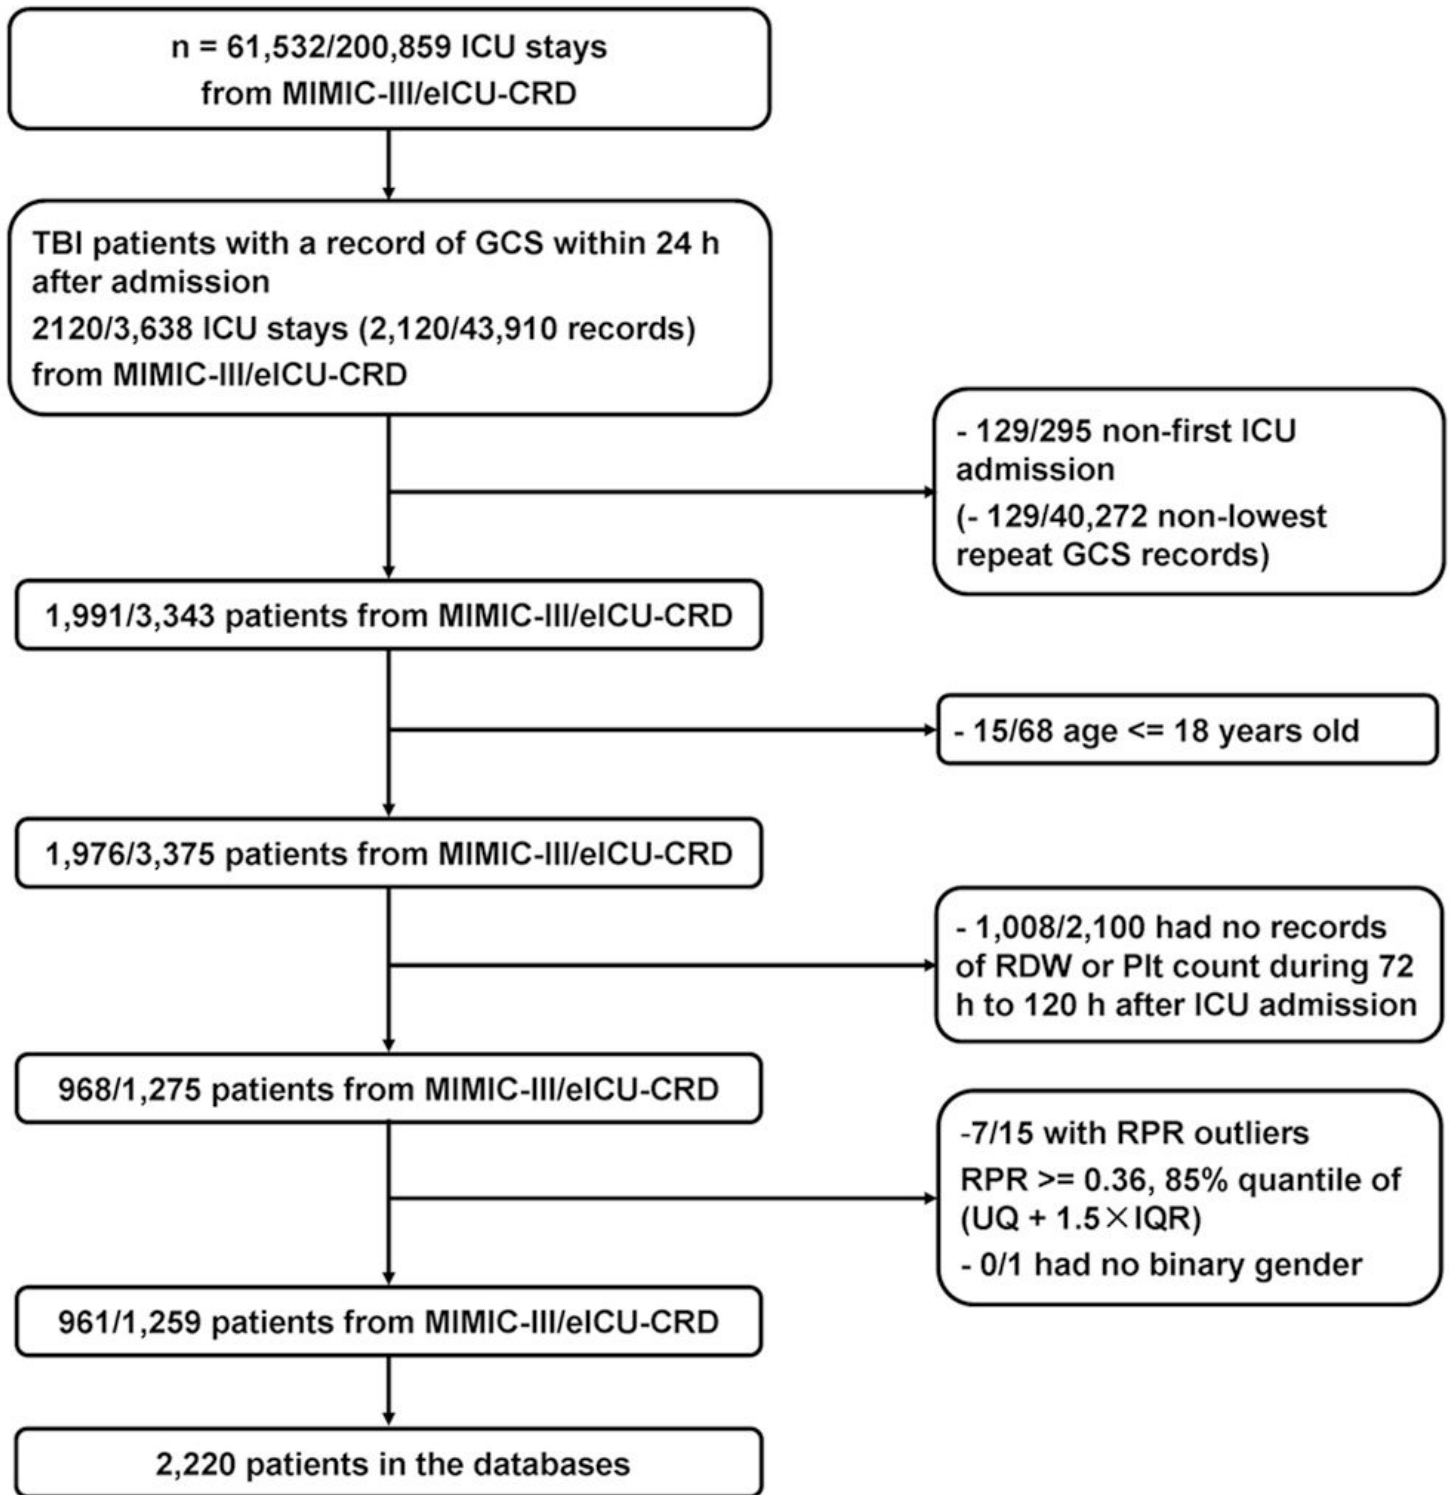 n = 61,532/200,859 ICU stays
from MIMIC-III/eICU-CRD
TBI patients with a record of GCS within 24 h
after admission
2120/3,638 ICU stays (2,120/43,910 records)
from MIMIC-III/eICU-CRD
- 129/295 non-first ICU
admission
(- 129/40,272 non-lowest
repeat GCS records)
1,991/3,343 patients from MIMIC-III/eICU-CRD
- 15/68 age <= 18 years old
1,976/3,375 patients from MIMIC-III/eICU-CRD
- 1,008/2,100 had no records
of RDW or Plt count during 72
h to 120 h after ICU admission
968/1,275 patients from MIMIC-III/eICU-CRD
-7/15 with RPR outliers
RPR >= 0.36, 85% quantile of
(UQ + 1.5×IQR)
- 0/1 had no binary gender
961/1,259 patients from MIMIC-III/eICU-CRD
2,220 patients in the databases